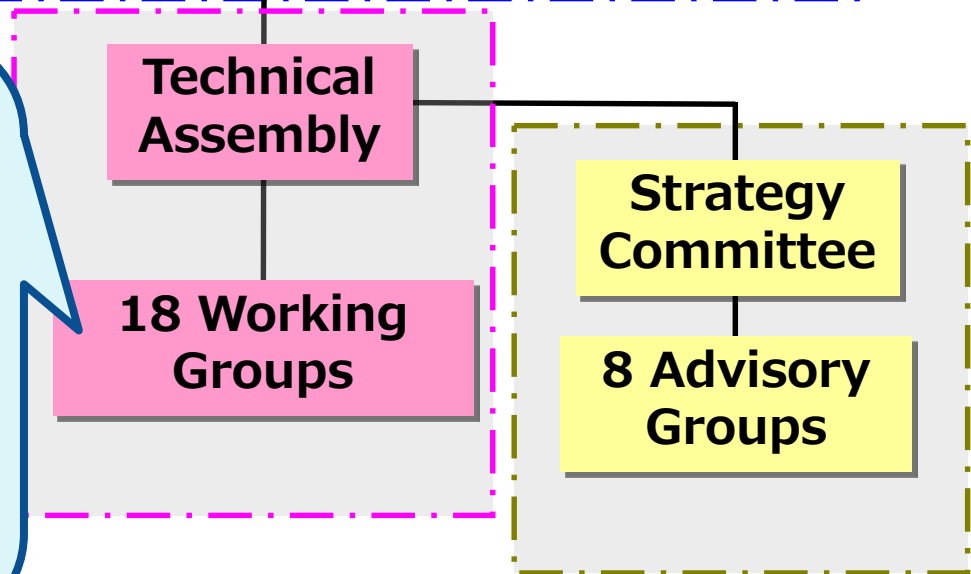 Technical
Assembly
Strategy
Committee
18 Working
Groups
8 Advisory
Groups